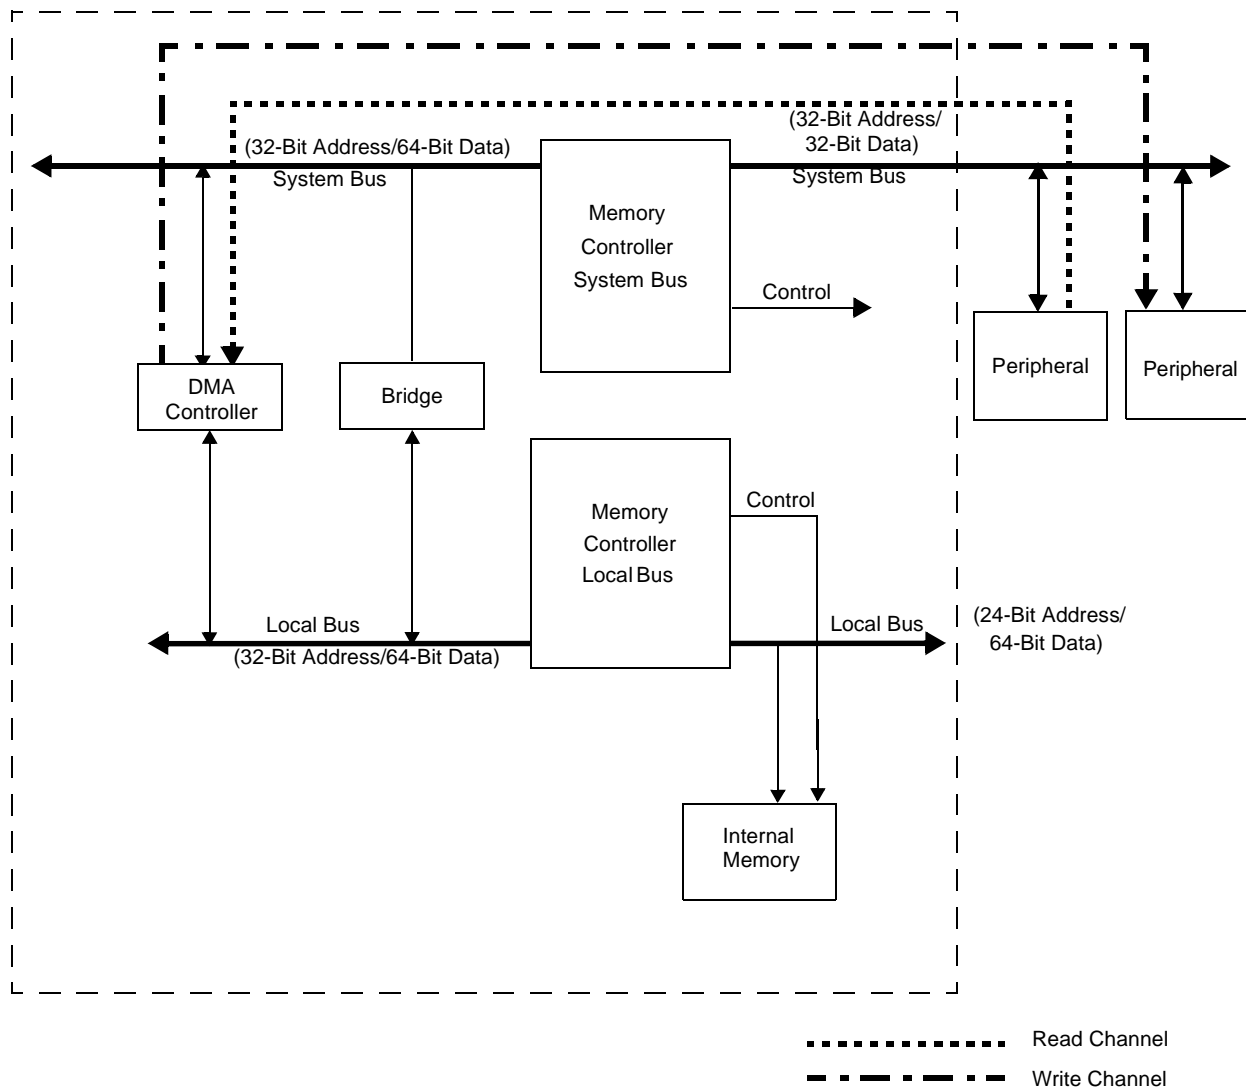 (32-Bit Address/
32-Bit Data)
System Bus
(32-Bit Address/64-Bit Data)
System Bus
Memory
Controller
System Bus
Control
Peripheral
Peripheral
DMA
Controller
Bridge
Memory
Controller
Local Bus
Control
Local Bus
(32-Bit Address/64-Bit Data)
Local Bus
(24-Bit Address/
64-Bit Data)
Internal
Memory
Read Channel
Write Channel